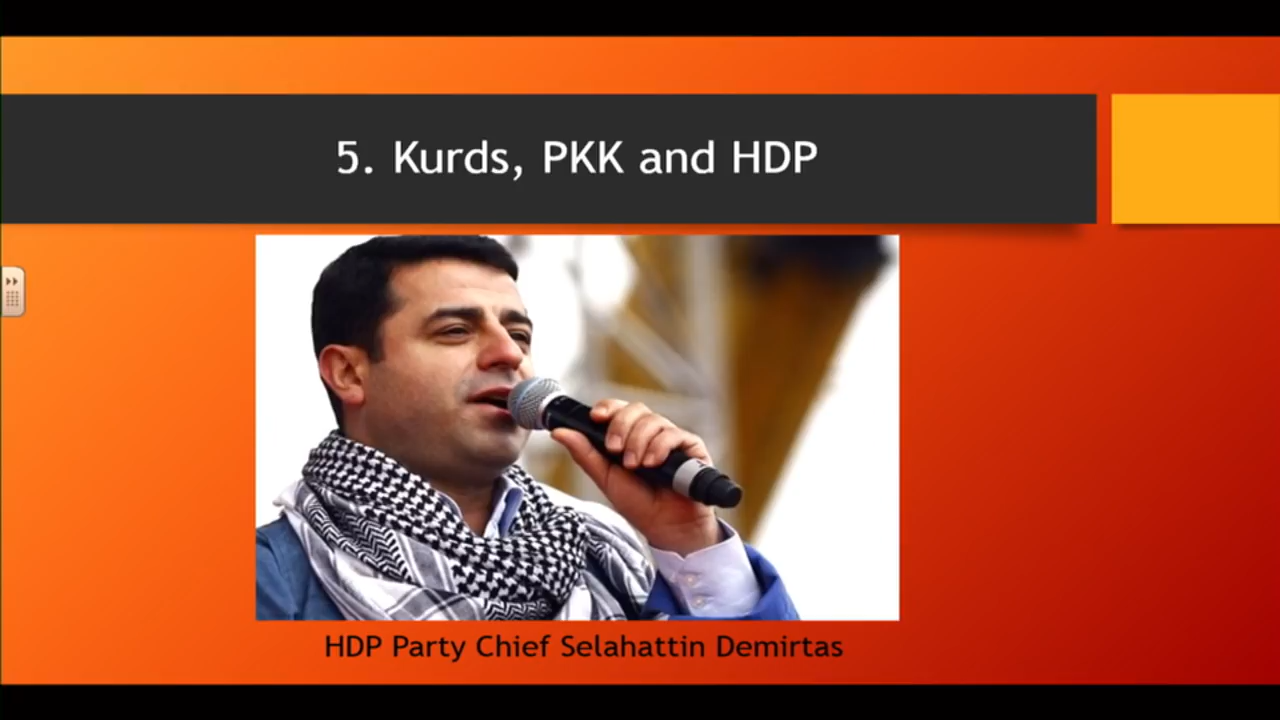 5. Kurds, PKK and HDP
HDP Party Chief Selahattin Demirtas